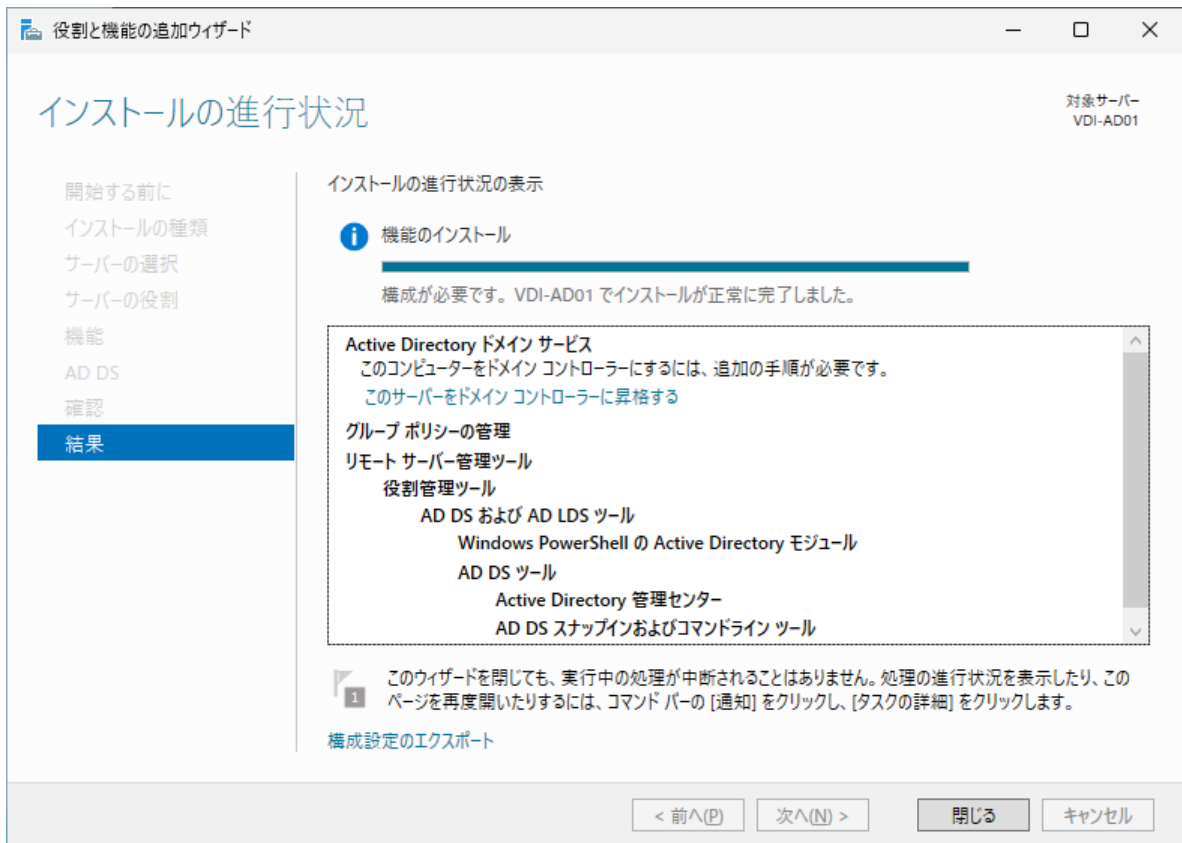 役割と機能の追加ウィザード
インストールの進行状況
対象サーバー
VDI-AD01
開始する前に
インストールの種類
サーバーの選択
サーバーの役割
機能
AD DS
確認
結果
インストールの進行状況の表示
機能のインストール
構成が必要です。VDI-AD01 でインストールが正常に完了しました。
Active Directory ドメイン サービス
このコンピューターをドメイン コントローラーにするには、追加の手順が必要です。
このサーバーをドメイン コントローラーに昇格する
グループ ポリシーの管理
リモート サーバー管理ツール
役割管理ツール
AD DS および AD LDS ツール
Windows PowerShell の Active Directory モジュール
AD DS ツール
Active Directory 管理センター
AD DS スナップインおよびコマンドライン ツール
1
このウィザードを閉じても、実行中の処理が中断されることはありません。処理の進行状況を表示したり、この
ページを再度開いたりするには、コマンド バーの [通知] をクリックし、[タスクの詳細] をクリックします。
構成設定のエクスポート
< 前へ(P)
次へ(N) >
閉じる
キャンセル